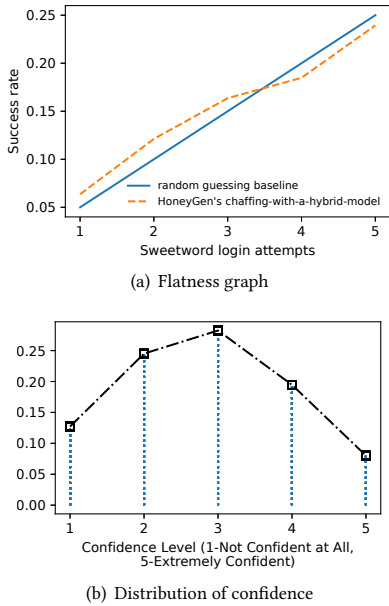 0.25
0.20
0.15
0.10
0.05
Success rate
random guessing baseline
HoneyGen's chaffing-with-a-hybrid-model
1 2 3 4 5
Sweetword login attempts
(a) Flatness graph
0.25
0.20
0.15
0.10
0.05
0.00
1 2 3 4 5
Confidence Level (1-Not Confident at All,
5-Extremely Confident)
(b) Distribution of confidence